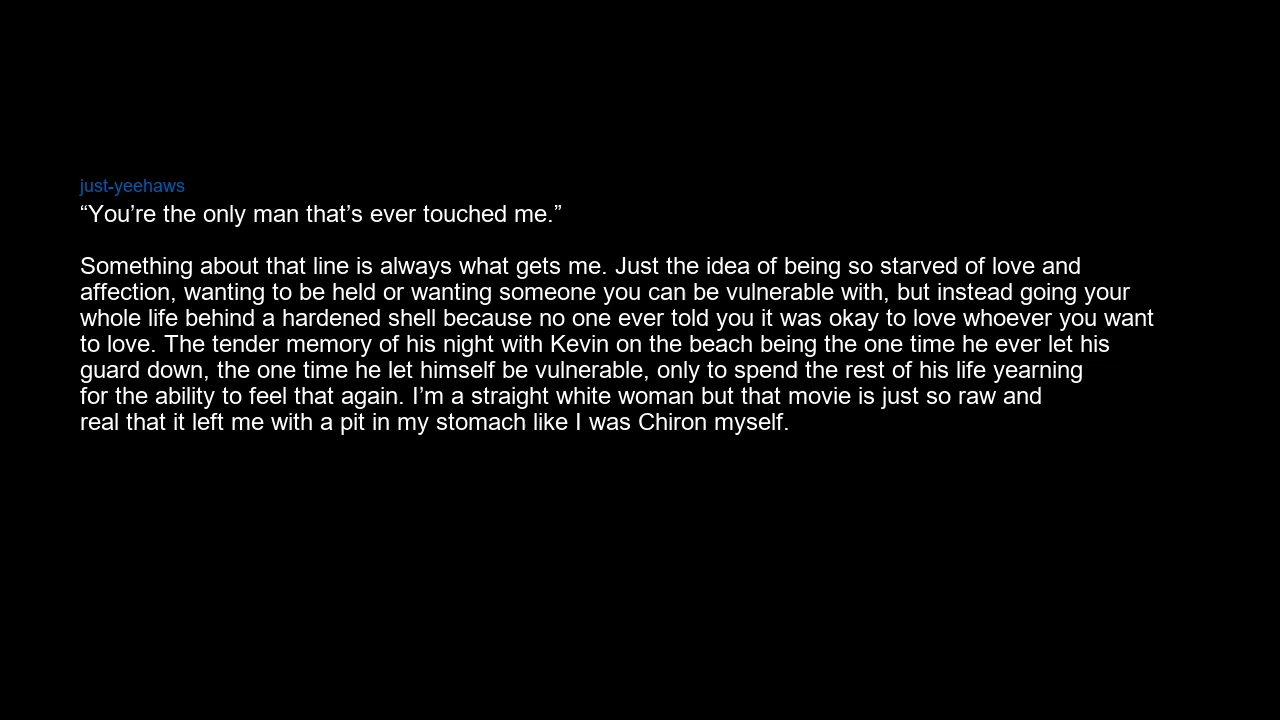 just-yeehaws
“You’re the only man that’s ever touched me.”
Something about that line is always what gets me. Just the idea of being so starved of love and
affection, wanting to be held or wanting someone you can be vulnerable with, but instead going your
whole life behind a hardened shell because no one ever told you it was okay to love whoever you want
to love. The tender memory of his night with Kevin on the beach being the one time he ever let his
guard down, the one time he let himself be vulnerable, only to spend the rest of his life yearning
for the ability to feel that again. I’m a straight white woman but that movie is just so raw and
real that it left me with a pit in my stomach like I was Chiron myself.